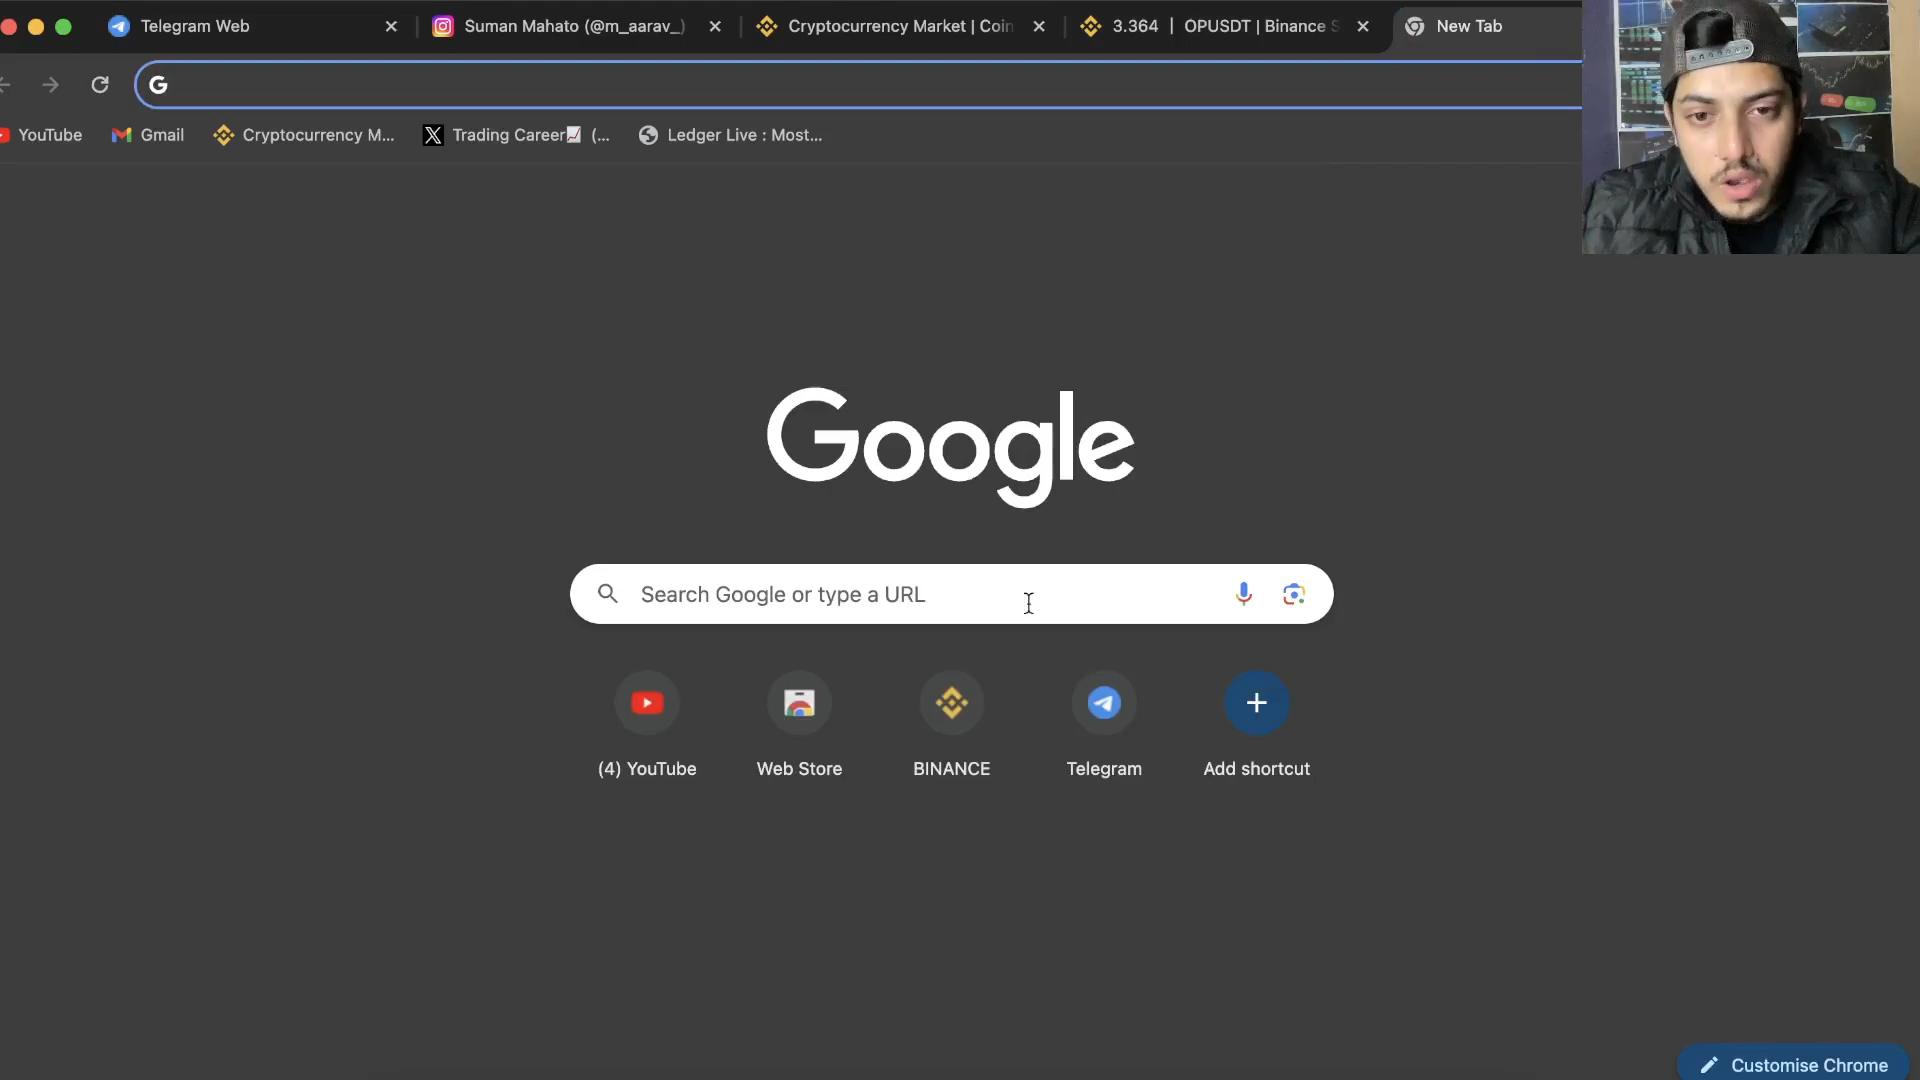 Telegram Web
Suman Mahato (@m_aarav_)
Cryptocurrency Market | Coin
3.364 | OPUSDT | Binance S
New Tab
YouTube
Gmail
Cryptocurrency M...
Trading Career📈 (...
Ledger Live : Most...
Google
Search Google or type a URL
(4) YouTube
Web Store
BINANCE
Telegram
Add shortcut
Customise Chrome